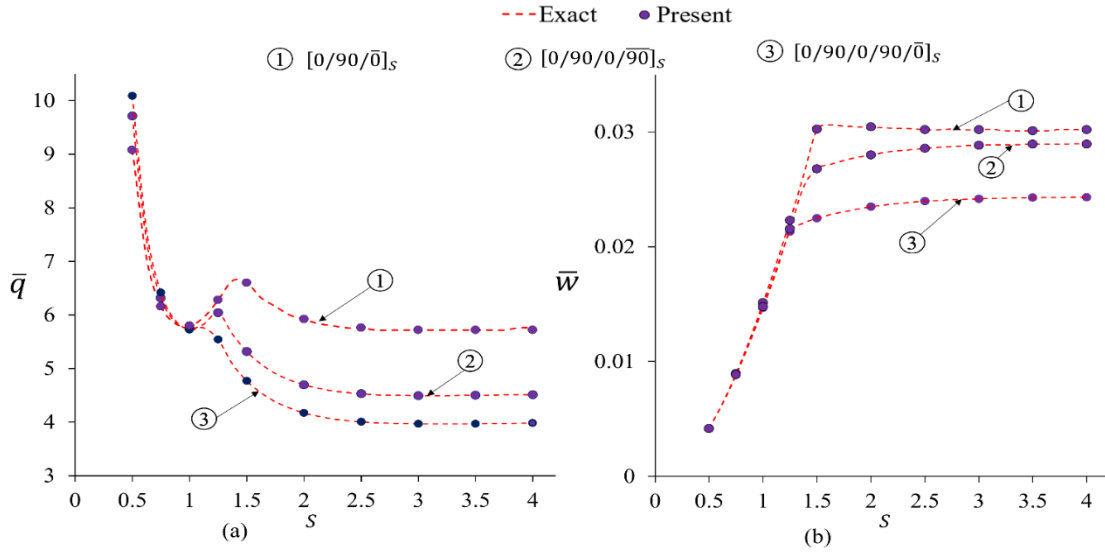 Exact Present
① [0/90/0̅]S ② [0/90/0/9̅0̅]S ③ [0/90/0/90/0̅]S
10
9
8
7
6
5
4
3
q̅
0 0.5 1 1.5 2 2.5 3 3.5 4
S
(a)
①
②
③
0.03
0.02
0.01
0
w̅
0 0.5 1 1.5 2 2.5 3 3.5 4
S
(b)
①
②
③